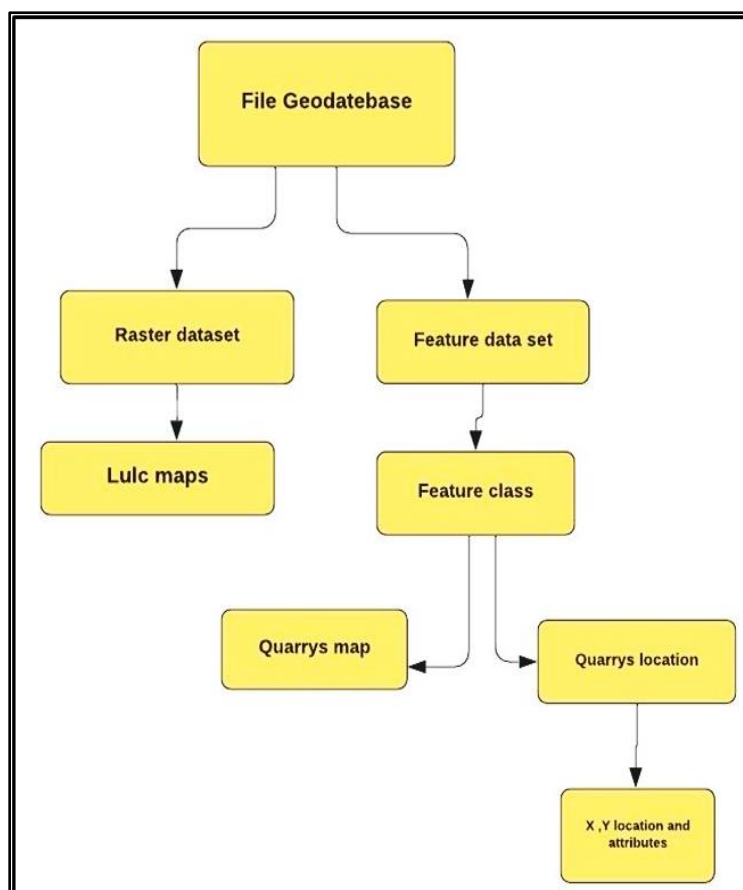 File Geodatebase
Raster dataset
Feature data set
Lulc maps
Feature class
Quarrys map
Quarrys location
X ,Y location and
attributes